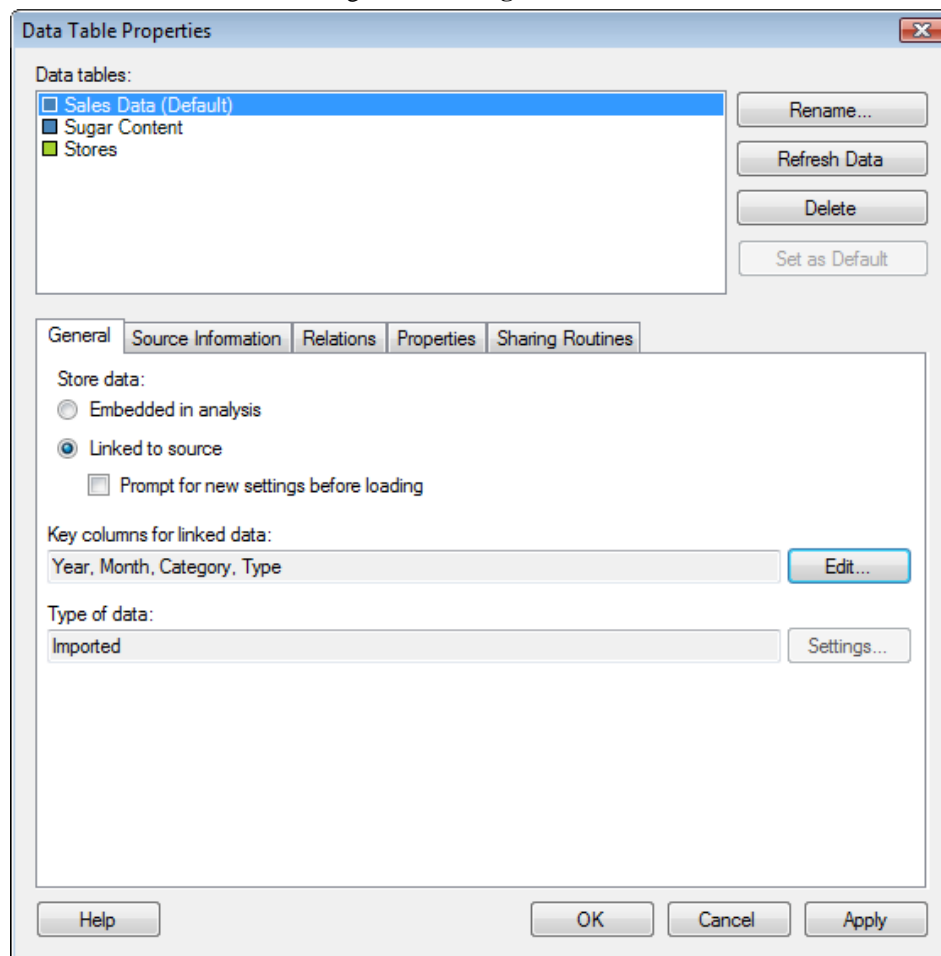 Data Table Properties
Data tables:
Sales Data (Default)
Sugar Content
Stores
Rename...
Refresh Data
Delete
Set as Default
General Source Information Relations Properties Sharing Routines
Store data:
Embedded in analysis
Linked to source
Prompt for new settings before loading
Key columns for linked data:
Year, Month, Category, Type Edit...
Type of data:
Imported Settings...
Help OK Cancel Apply